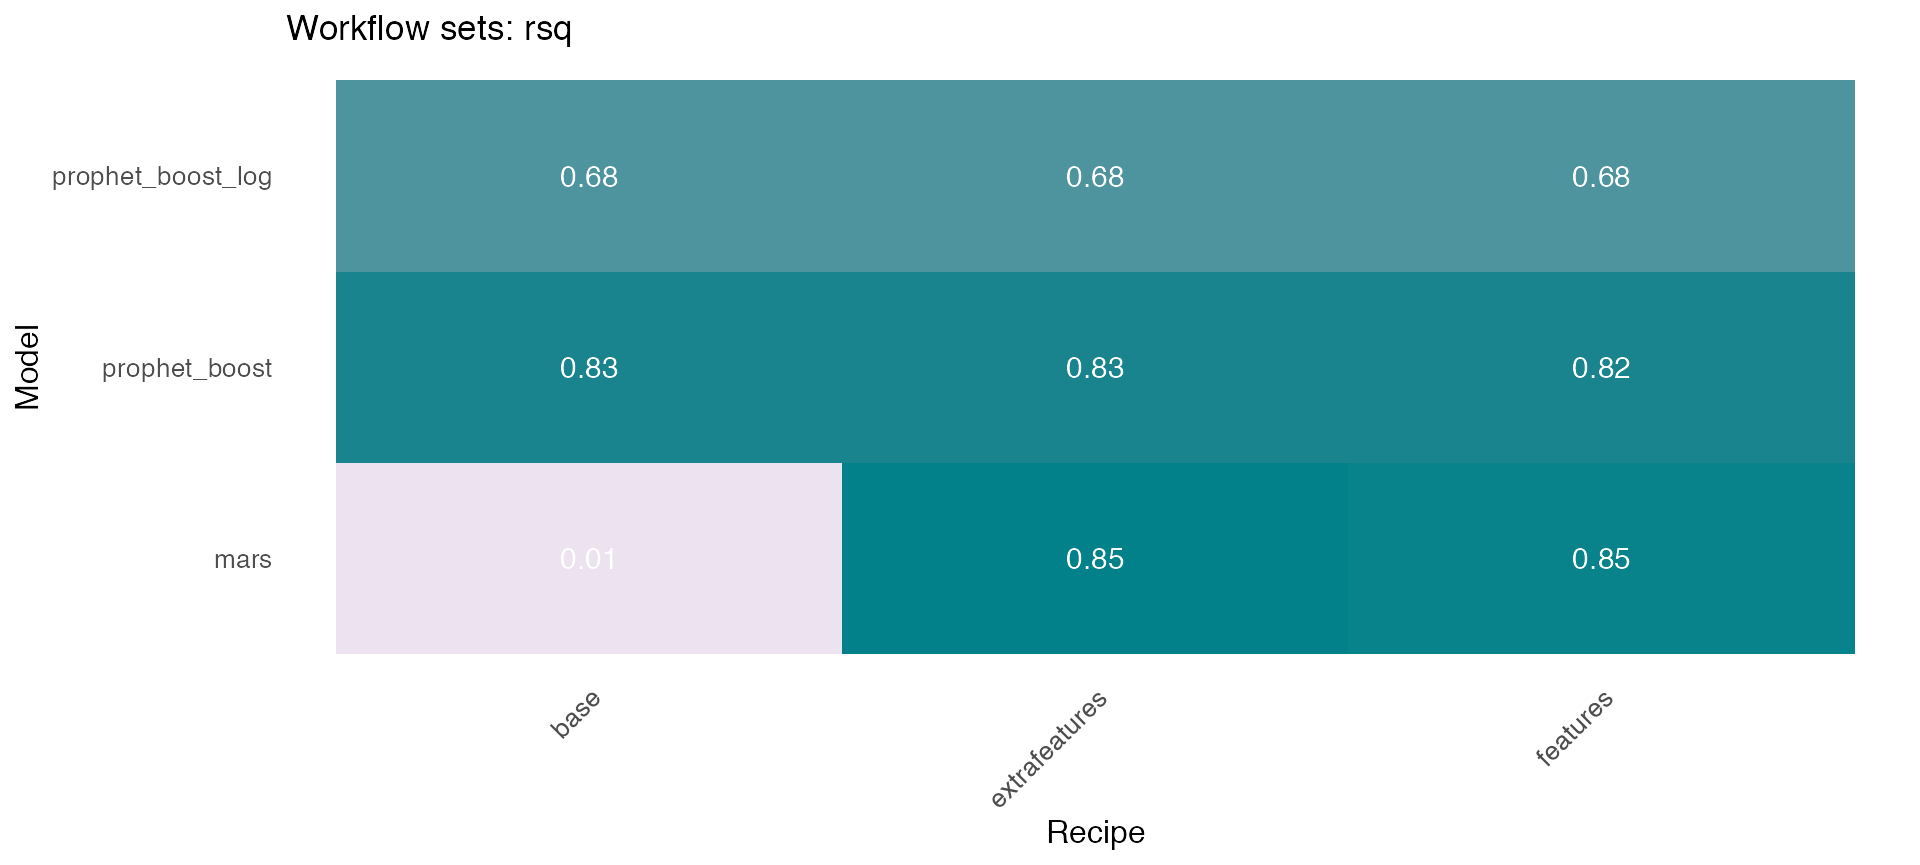 Workflow sets: rsq
Model
prophet_boost_log
0.68
0.68
0.68
prophet_boost
0.83
0.83
0.82
mars
0.01
0.85
0.85
base
extrafeatures
features
Recipe